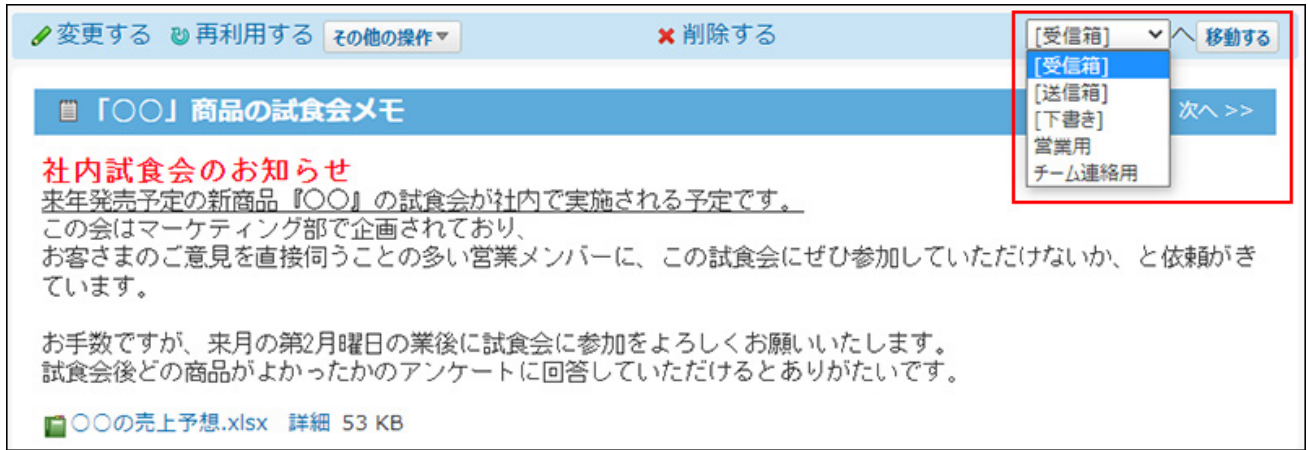 変更する 再利用する その他の操作▼ ✖ 削除する [受信箱] へ 移動する
[受信箱]
[送信箱]
[下書き]
営業用
チーム連絡用
「○○」商品の試食会メモ 次へ >>
社内試食会のお知らせ
来年発売予定の新商品『○○』の試食会が社内で実施される予定です。
この会はマーケティング部で企画されており、
お客さまのご意見を直接伺うことの多い営業メンバーに、この試食会にぜひ参加していただけないか、と依頼がき
ています。
お手数ですが、来月の第2月曜日の業後に試食会に参加をよろしくお願いいたします。
試食会後どの商品がよかったかのアンケートに回答していただけるとありがたいです。
○○の売上予想.xlsx 詳細 53 KB